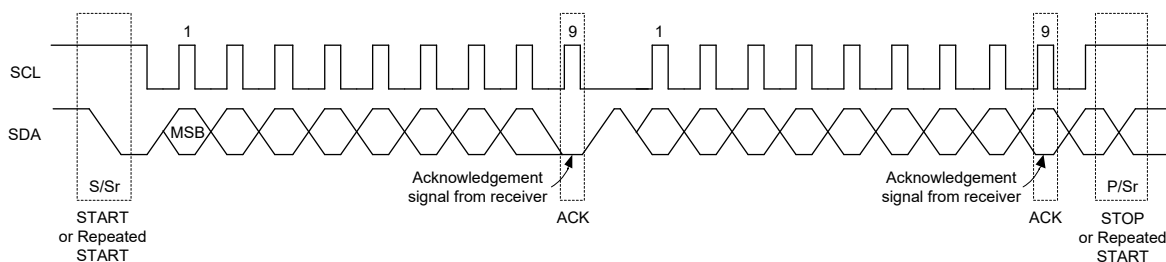 1
9
1
9
SCL
SDA
MSB
S/Sr
Acknowledgement
signal from receiver
Acknowledgement
signal from receiver
P/Sr
START
or Repeated
START
ACK
ACK
STOP
or Repeated
START